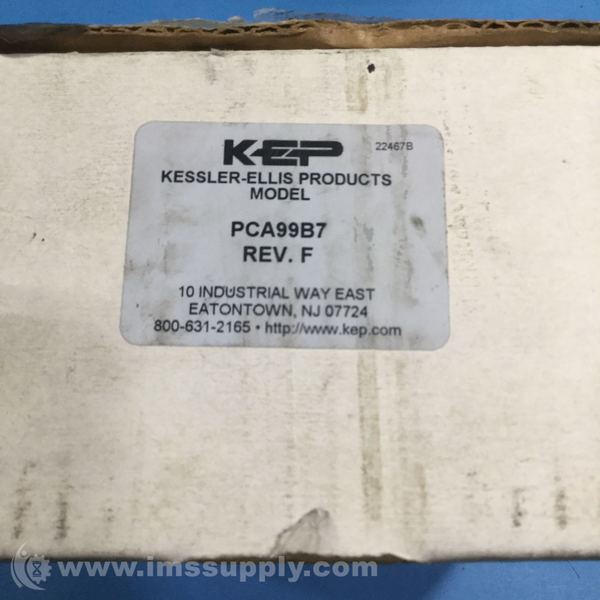 KEP
22467B
KESSLER-ELLIS PRODUCTS
MODEL
PCA99B7
REV. F
10 INDUSTRIAL WAY EAST
EATONTOWN, NJ 07724
800-631-2165 • http://www.kep.com
www.imssupply.com